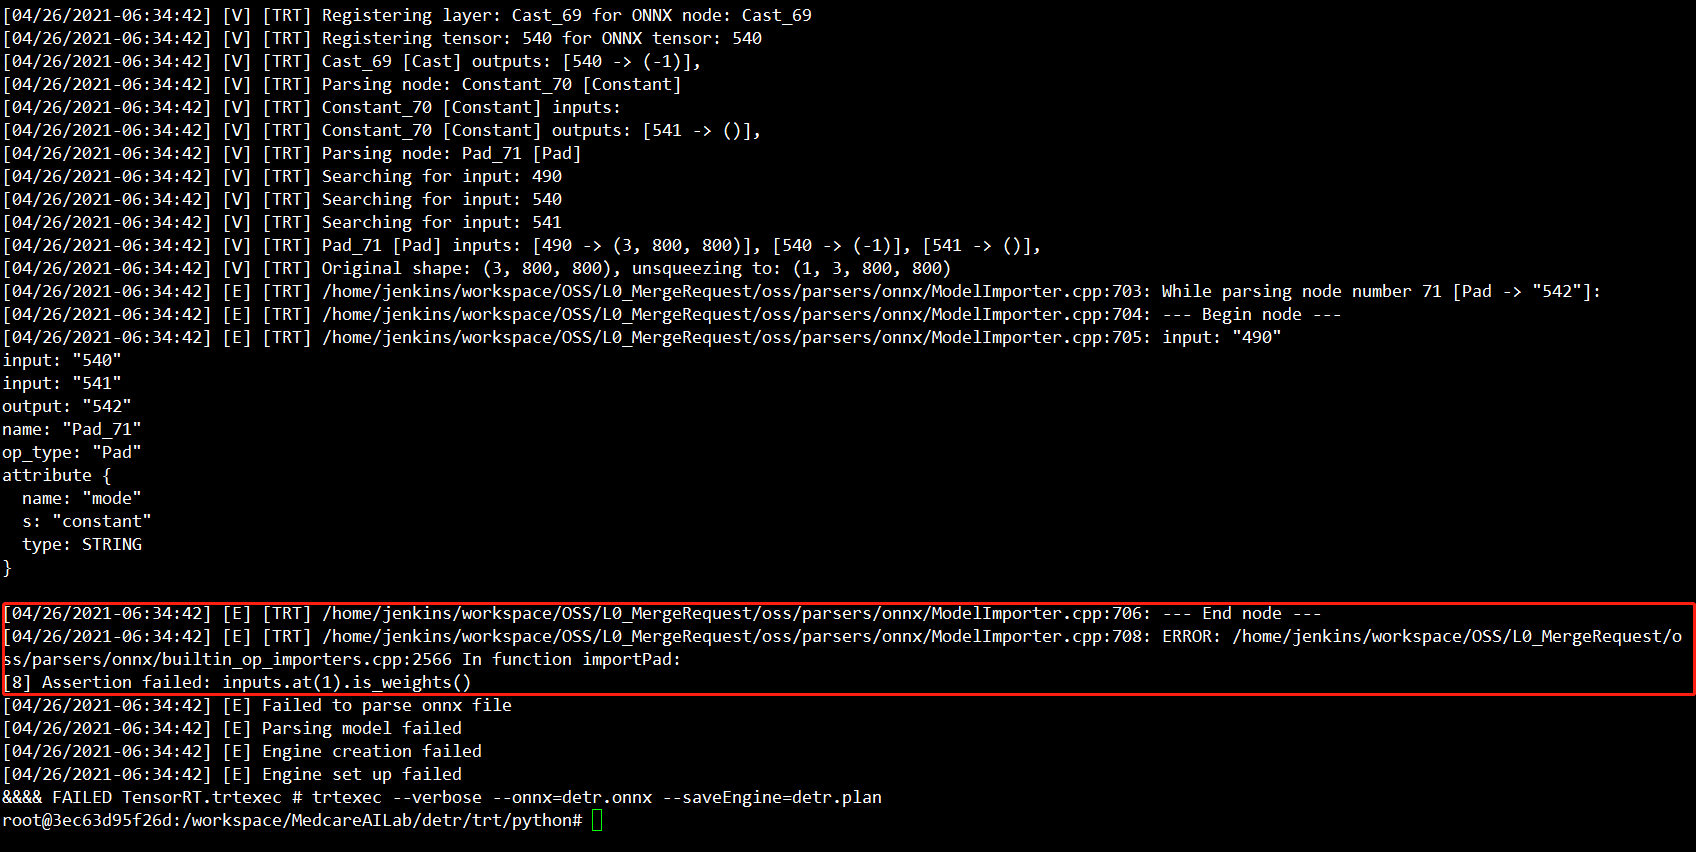 [04/26/2021-06:34:42] [V] [TRT] Registering layer: Cast_69 for ONNX node: Cast_69
[04/26/2021-06:34:42] [V] [TRT] Registering tensor: 540 for ONNX tensor: 540
[04/26/2021-06:34:42] [V] [TRT] Cast_69 [Cast] outputs: [540 -> (-1)],
[04/26/2021-06:34:42] [V] [TRT] Parsing node: Constant_70 [Constant]
[04/26/2021-06:34:42] [V] [TRT] Constant_70 [Constant] inputs:
[04/26/2021-06:34:42] [V] [TRT] Constant_70 [Constant] outputs: [541 -> ()],
[04/26/2021-06:34:42] [V] [TRT] Parsing node: Pad_71 [Pad]
[04/26/2021-06:34:42] [V] [TRT] Searching for input: 490
[04/26/2021-06:34:42] [V] [TRT] Searching for input: 540
[04/26/2021-06:34:42] [V] [TRT] Searching for input: 541
[04/26/2021-06:34:42] [V] [TRT] Pad_71 [Pad] inputs: [490 -> (3, 800, 800)], [540 -> (-1)], [541 -> ()],
[04/26/2021-06:34:42] [V] [TRT] Original shape: (3, 800, 800), unsqueezing to: (1, 3, 800, 800)
[04/26/2021-06:34:42] [E] [TRT] /home/jenkins/workspace/OSS/L0_MergeRequest/oss/parsers/onnx/ModelImporter.cpp:703: While parsing node number 71 [Pad -> "542"]:
[04/26/2021-06:34:42] [E] [TRT] /home/jenkins/workspace/OSS/L0_MergeRequest/oss/parsers/onnx/ModelImporter.cpp:704: --- Begin node ---
[04/26/2021-06:34:42] [E] [TRT] /home/jenkins/workspace/OSS/L0_MergeRequest/oss/parsers/onnx/ModelImporter.cpp:705: input: "490"
input: "540"
input: "541"
output: "542"
name: "Pad_71"
op_type: "Pad"
attribute {
  name: "mode"
  s: "constant"
  type: STRING
}
[04/26/2021-06:34:42] [E] [TRT] /home/jenkins/workspace/OSS/L0_MergeRequest/oss/parsers/onnx/ModelImporter.cpp:706: --- End node ---
[04/26/2021-06:34:42] [E] [TRT] /home/jenkins/workspace/OSS/L0_MergeRequest/oss/parsers/onnx/ModelImporter.cpp:708: ERROR: /home/jenkins/workspace/OSS/L0_MergeRequest/o
ss/parsers/onnx/builtin_op_importers.cpp:2566 In function importPad:
[8] Assertion failed: inputs.at(1).is_weights()
[04/26/2021-06:34:42] [E] Failed to parse onnx file
[04/26/2021-06:34:42] [E] Parsing model failed
[04/26/2021-06:34:42] [E] Engine creation failed
[04/26/2021-06:34:42] [E] Engine set up failed
&&&& FAILED TensorRT.trtexec # trtexec --verbose --onnx=detr.onnx --saveEngine=detr.plan
root@3ec63d95f26d:/workspace/MedcareAILab/detr/trt/python#